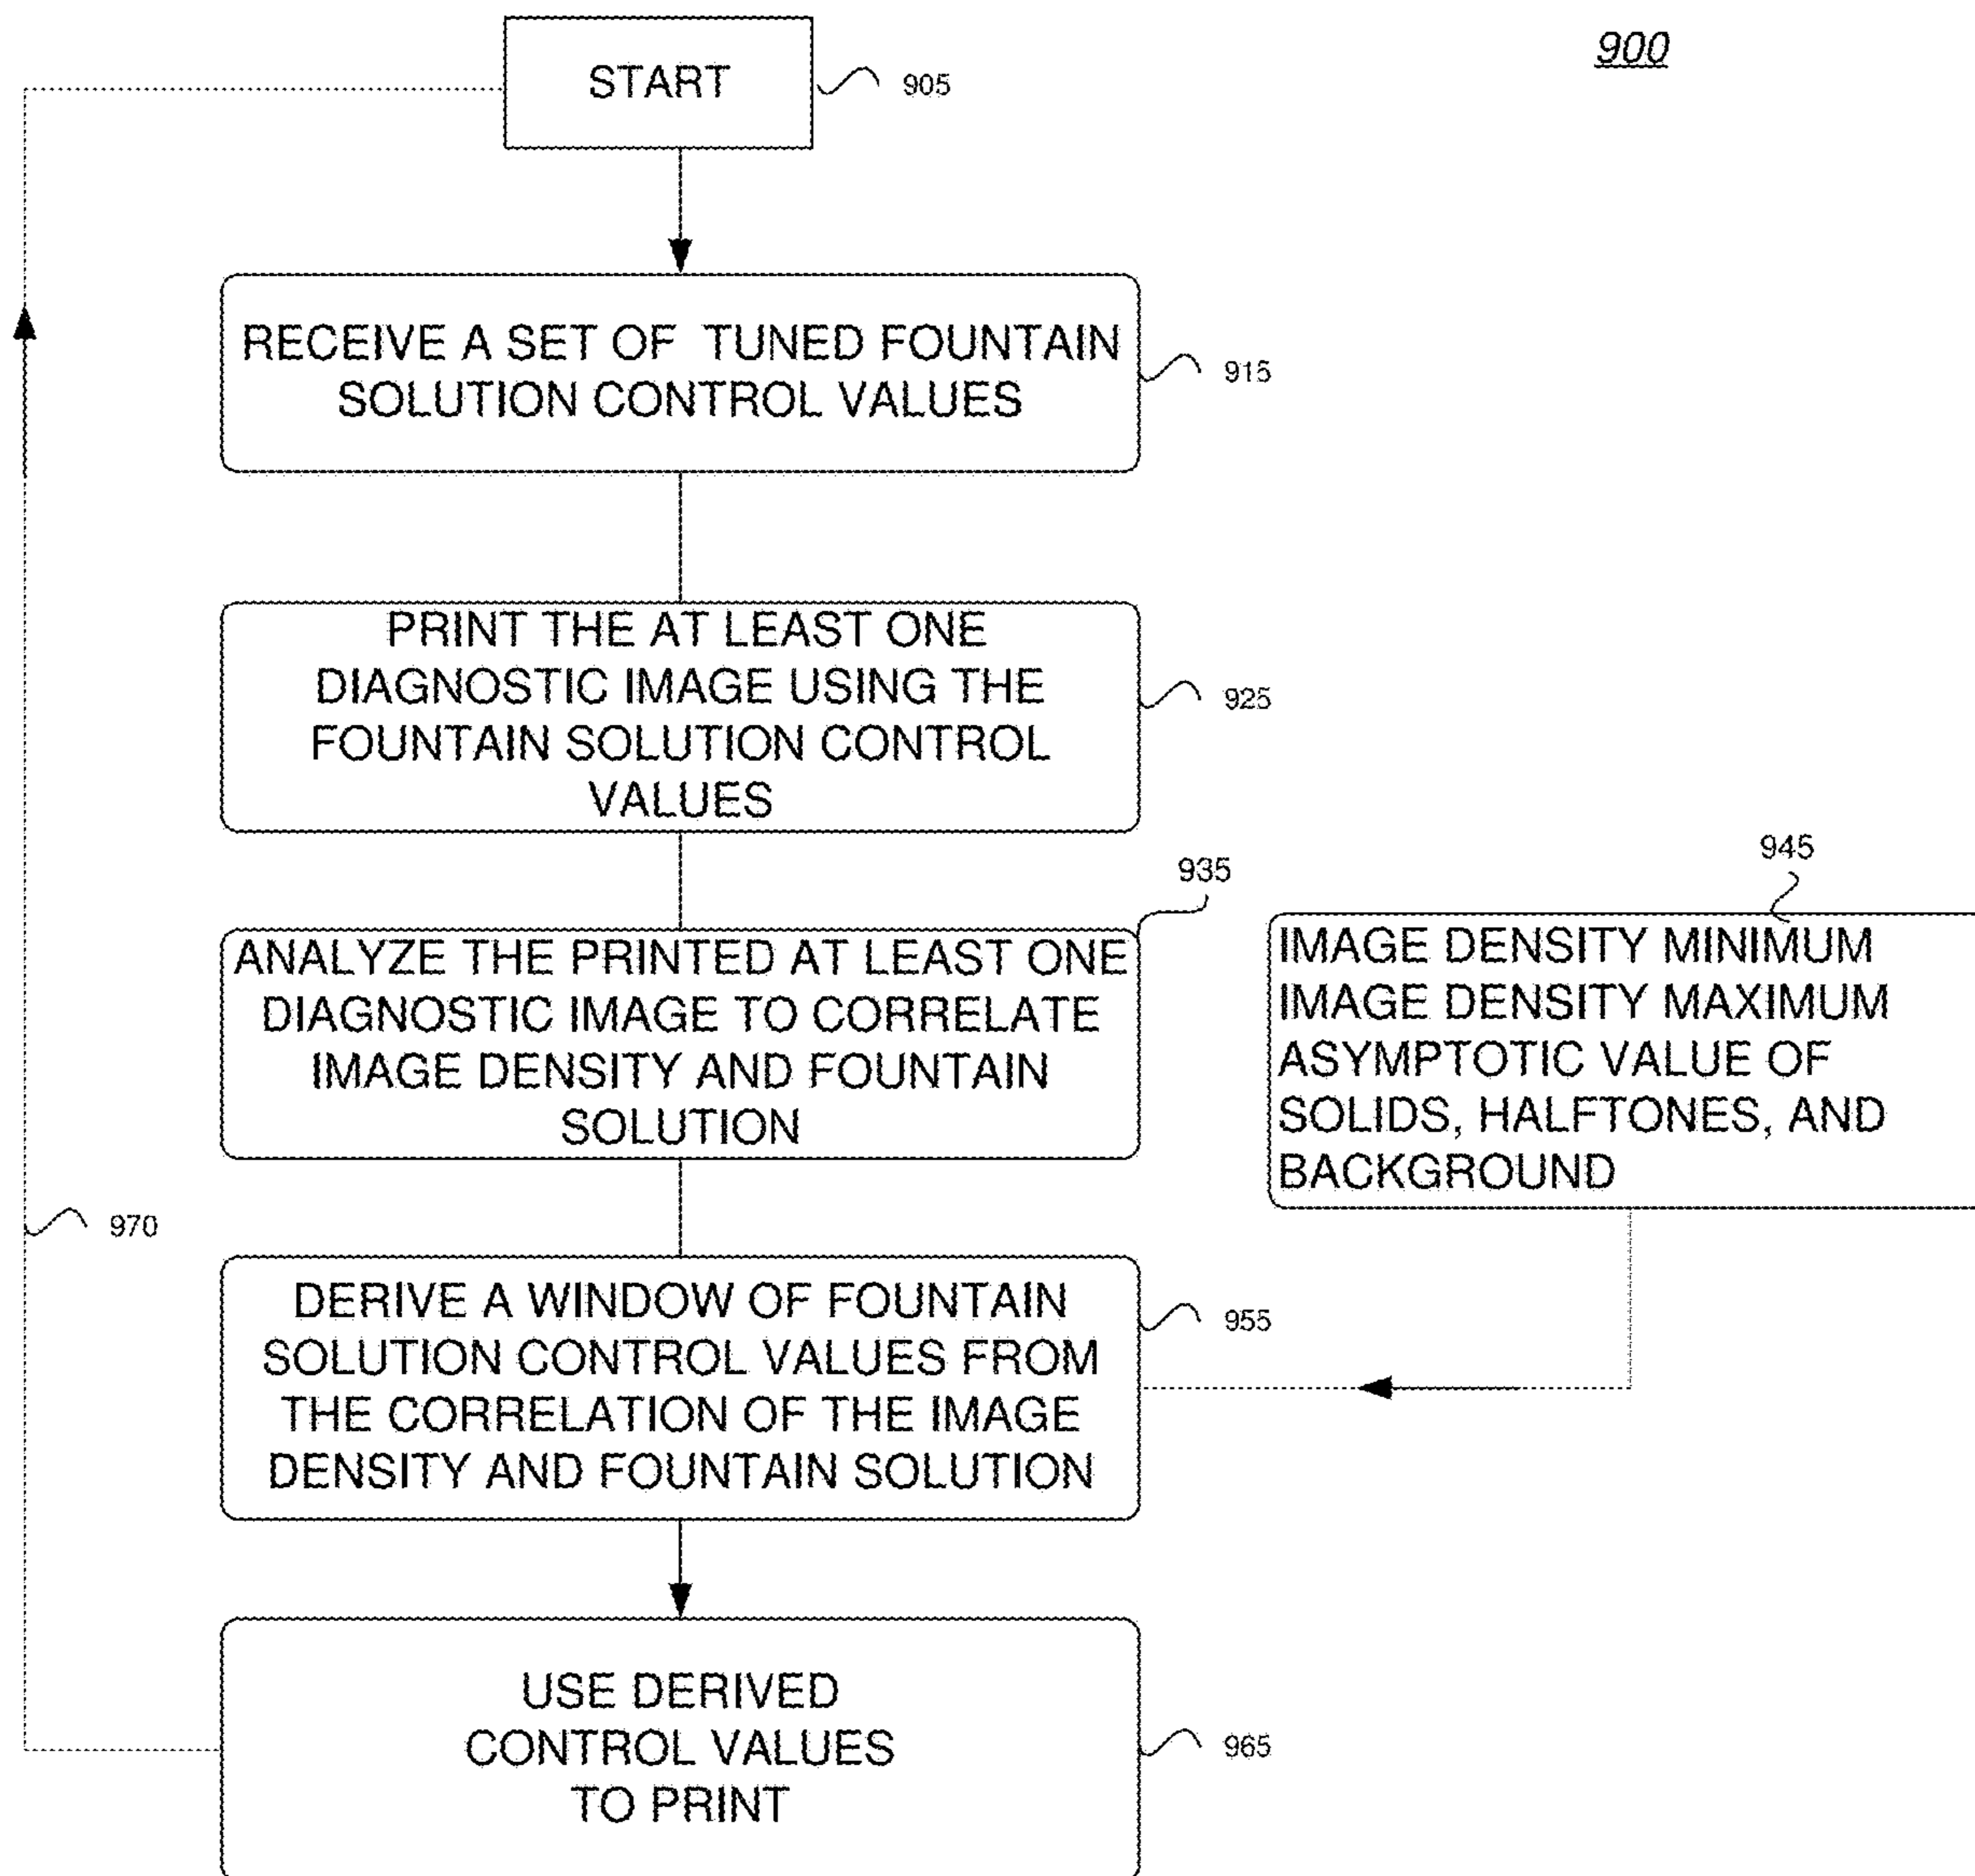 900
START
905
RECEIVE A SET OF TUNED FOUNTAIN
SOLUTION CONTROL VALUES
915
PRINT THE AT LEAST ONE
DIAGNOSTIC IMAGE USING THE
FOUNTAIN SOLUTION CONTROL
VALUES
925
935
ANALYZE THE PRINTED AT LEAST ONE
DIAGNOSTIC IMAGE TO CORRELATE
IMAGE DENSITY AND FOUNTAIN
SOLUTION
945
IMAGE DENSITY MINIMUM
IMAGE DENSITY MAXIMUM
ASYMPTOTIC VALUE OF
SOLIDS, HALFTONES, AND
BACKGROUND
970
DERIVE A WINDOW OF FOUNTAIN
SOLUTION CONTROL VALUES FROM
THE CORRELATION OF THE IMAGE
DENSITY AND FOUNTAIN SOLUTION
955
USE DERIVED
CONTROL VALUES
TO PRINT
965